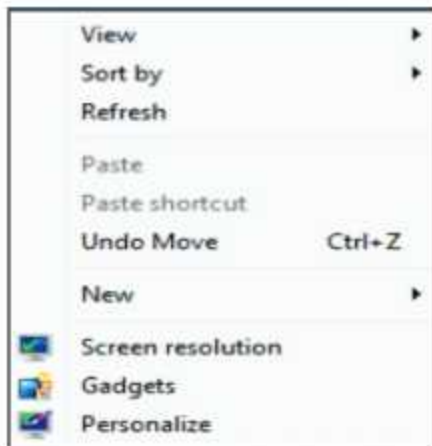 View
Sort by
Refresh
Paste
Paste shortcut
Undo Move Ctrl+Z
New
Screen resolution
Gadgets
Personalize